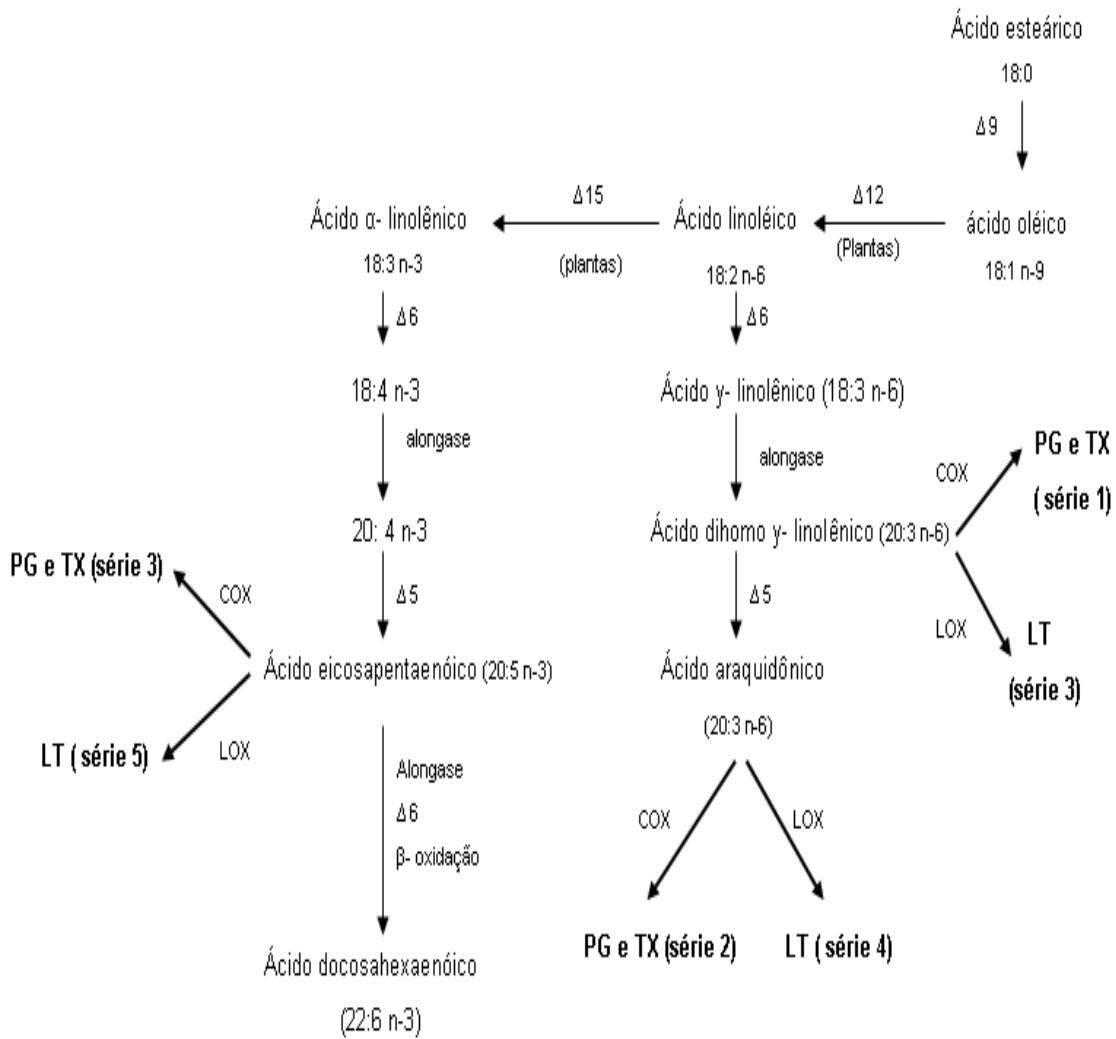 Ácido esteárico
18:0
Δ9
Ácido α- linolênico
18:3 n-3
Δ15
(plantas)
Ácido linoléico
18:2 n-6
Δ12
(Plantas)
ácido oléico
18:1 n-9
Δ6
Δ6
18:4 n-3
Ácido y- linolênico (18:3 n-6)
alongase
alongase
20: 4 n-3
Ácido dihomo y- linolênico (20:3 n-6)
COX
PG e TX
( série 1)
LOX
LT
(série 3)
Δ5
Δ5
PG e TX (série 3)
COX
Ácido eicosapentaenóico (20:5 n-3)
LT ( série 5)
LOX
Ácido araquidônico
(20:3 n-6)
Alongase
Δ6
β- oxidação
COX
LOX
PG e TX (série 2)
LT ( série 4)
Ácido docosahexaenóico
(22:6 n-3)